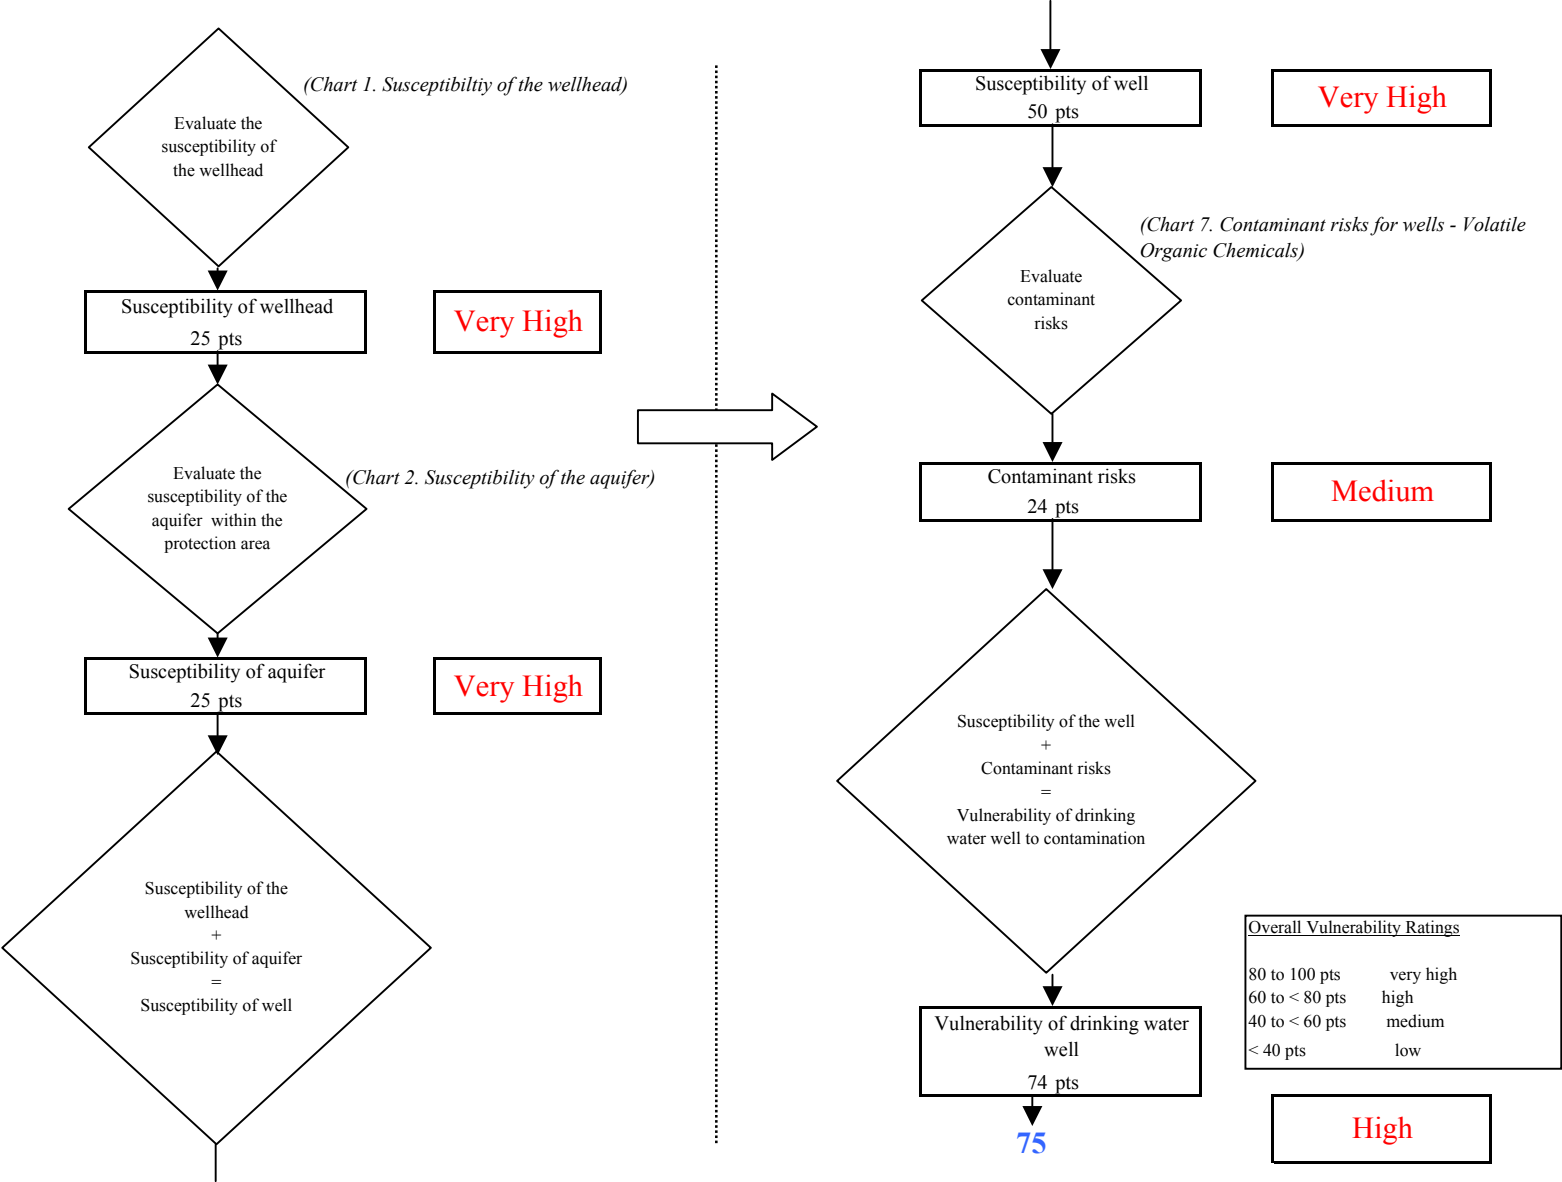 (Chart 1. Susceptibiltiy of the wellhead)
Evaluate the
susceptibility of
the wellhead
Susceptibility of wellhead
25 pts
Very High
Evaluate the
susceptibility of the
aquifer within the
protection area
(Chart 2. Susceptibility of the aquifer)
Susceptibility of aquifer
25 pts
Very High
Susceptibility of the
wellhead
+
Susceptibility of aquifer
=
Susceptibility of well
Susceptibility of well
50 pts
Very High
(Chart 7. Contaminant risks for wells - Volatile
Organic Chemicals)
Evaluate
contaminant
risks
Contaminant risks
24 pts
Medium
Susceptibility of the well
+
Contaminant risks
=
Vulnerability of drinking
water well to contamination
Overall Vulnerability Ratings
80 to 100 pts very high
60 to < 80 pts high
40 to < 60 pts medium
< 40 pts low
Vulnerability of drinking water
well
74 pts
75
High